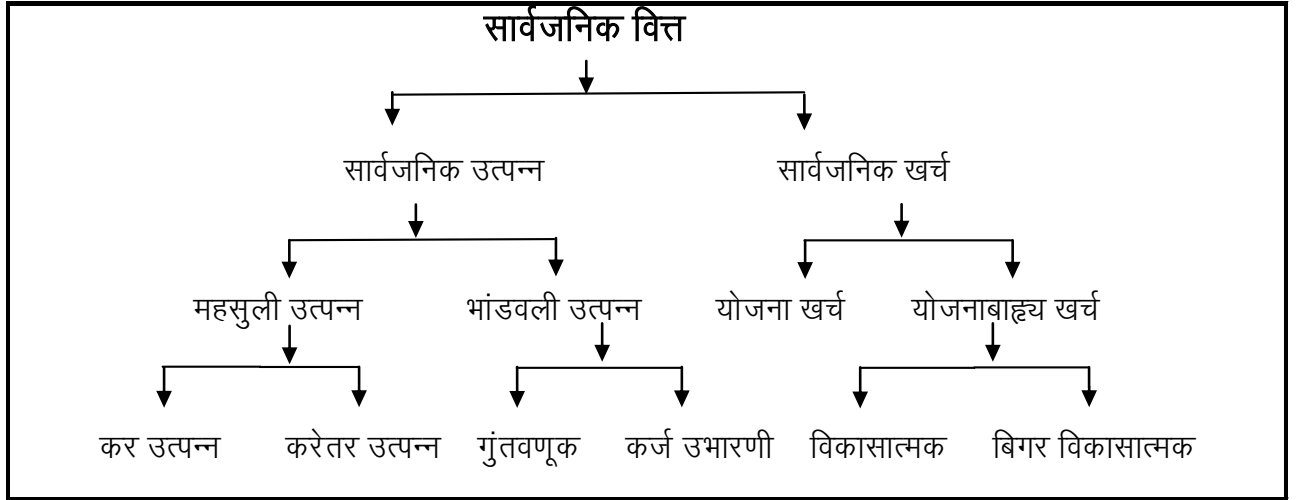 सार्वजनिक वित्त
सार्वजनिक उत्पन्न सार्वजनिक खर्च
महसुली उत्पन्न भांडवली उत्पन्न योजना खर्च योजनाबाह्य खर्च
कर उत्पन्न करेतर उत्पन्न गुंतवणूक कर्ज उभारणी विकासात्मक बिगर विकासात्मक